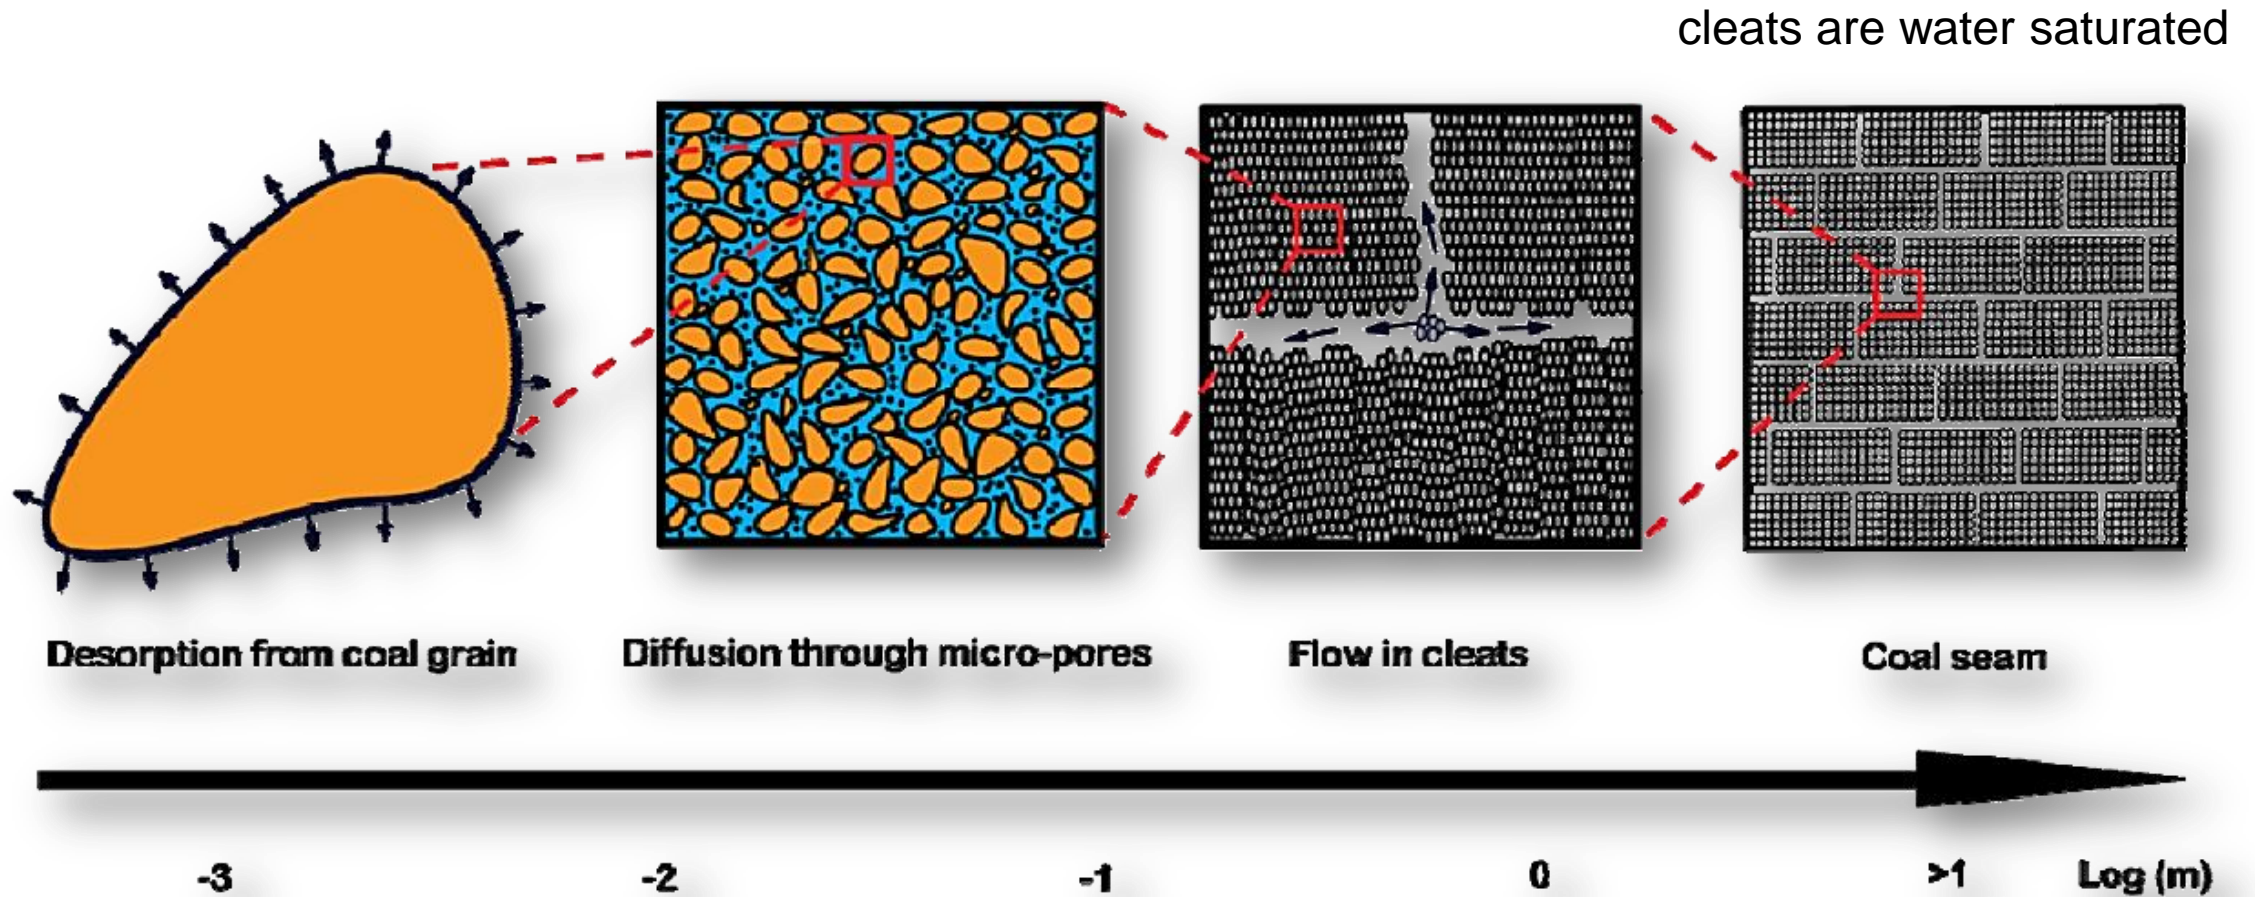 cleats are water saturated
Desorption from coal grain
Diffusion through micro-pores
Flow in cleats
Coal seam
-3 -2 -1 0 >1 Log (m)